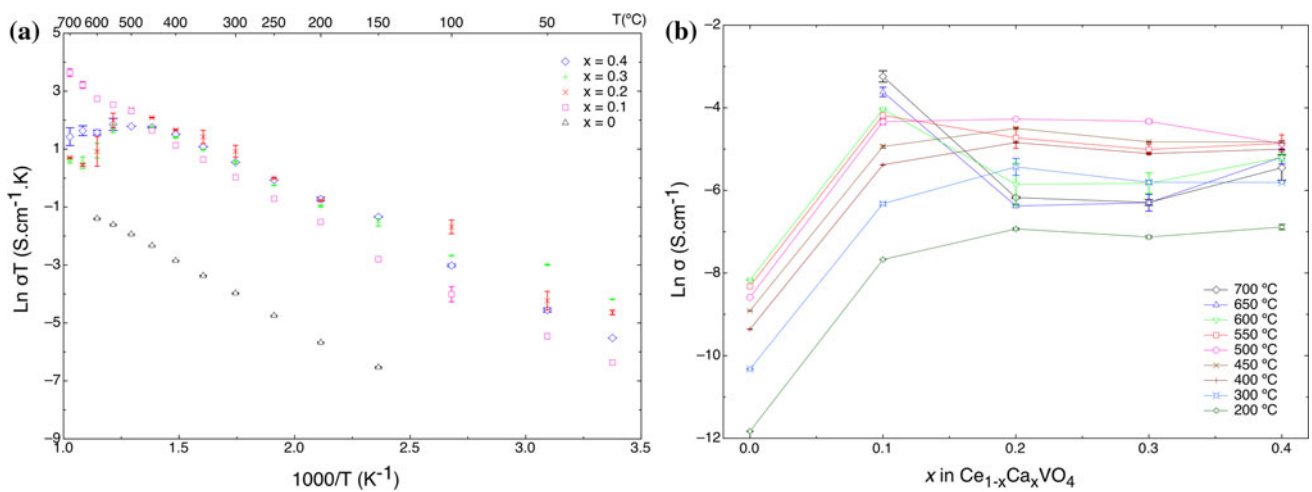 (a)
700 600 500 400 300 250 200 150 100 50 T(ºC)
5
3
1
−1
−3
−5
−7
−9
Ln σT (S.cm⁻¹.K)
x = 0.4
x = 0.3
x = 0.2
x = 0.1
x = 0
1.0 1.5 2.0 2.5 3.0 3.5
1000/T (K⁻¹)
(b)
−2
−4
−6
−8
−10
−12
Ln σ (S.cm⁻¹)
700 ºC
650 ºC
600 ºC
550 ºC
500 ºC
450 ºC
400 ºC
300 ºC
200 ºC
0.0 0.1 0.2 0.3 0.4
x in Ce₁₋ₓCaₓVO₄